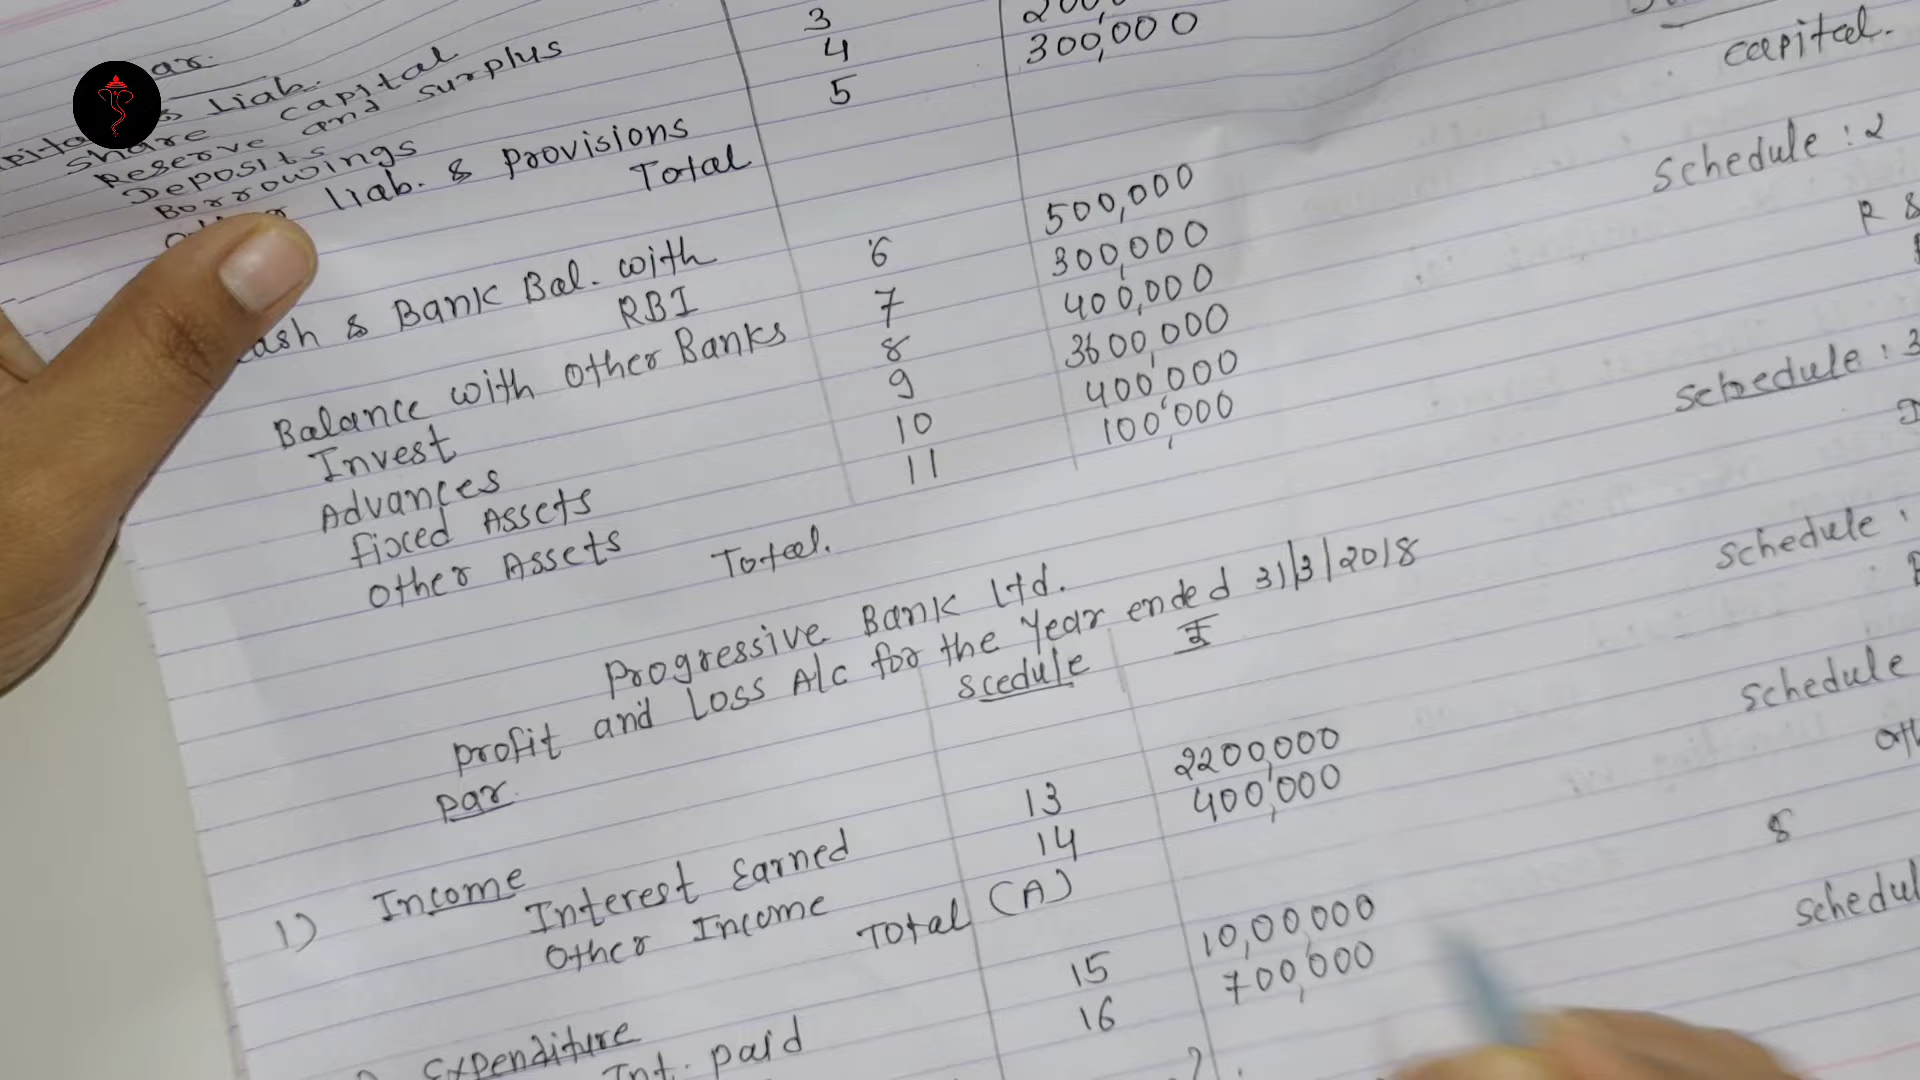 ar.
s liab.
share capital
Reserve and surplus
Deposits
Borrowings
liab. & provisions
Total
3
4
5
300,000
cash & Bank Bal. with
RBI
6
500,000
Balance with other Banks
7
300,000
Invest
8
400,000
Advances
9
3600,000
fixed Assets
10
400,000
Other Assets
11
100,000
Total.
Progressive Bank Ltd.
profit and Loss A/c for the Year ended 31/3/2018
par.
scedule
₹
1) Income
Interest Earned
13
2200,000
Other Income
14
400,000
Total (A)
Expenditure
Int. paid
15
10,00,000
16
700,000
capital.
schedule : 2
R &
schedule : 3
schedule :
schedule
&
schedul